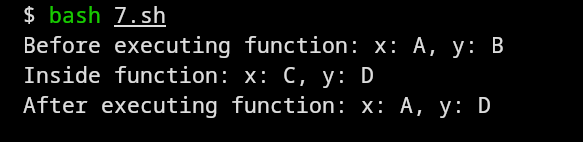 $ bash 7.sh
Before executing function: x: A, y: B
Inside function: x: C, y: D
After executing function: x: A, y: D